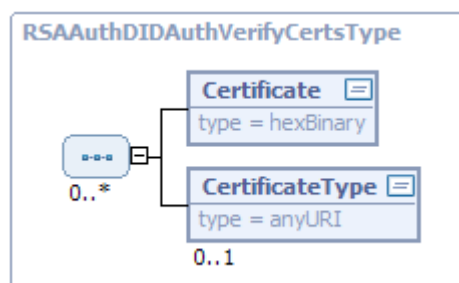 RSAAuthDIDAuthVerifyCertsType
Certificate
type = hexBinary
0..*
CertificateType
type = anyURI
0..1